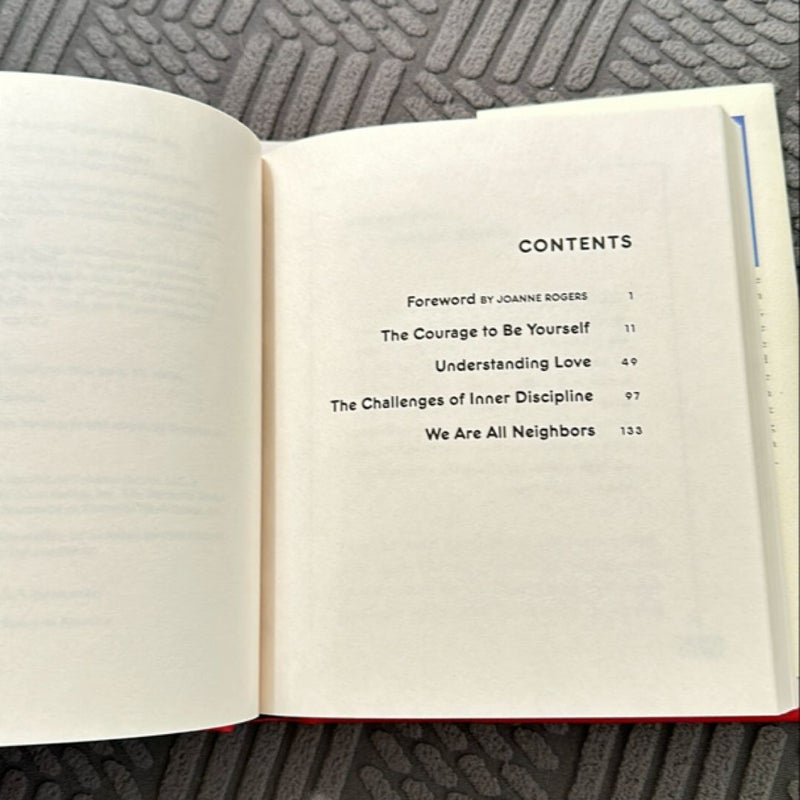 CONTENTS
Foreword BY JOANNE ROGERS 1
The Courage to Be Yourself 11
Understanding Love 49
The Challenges of Inner Discipline 97
We Are All Neighbors 133